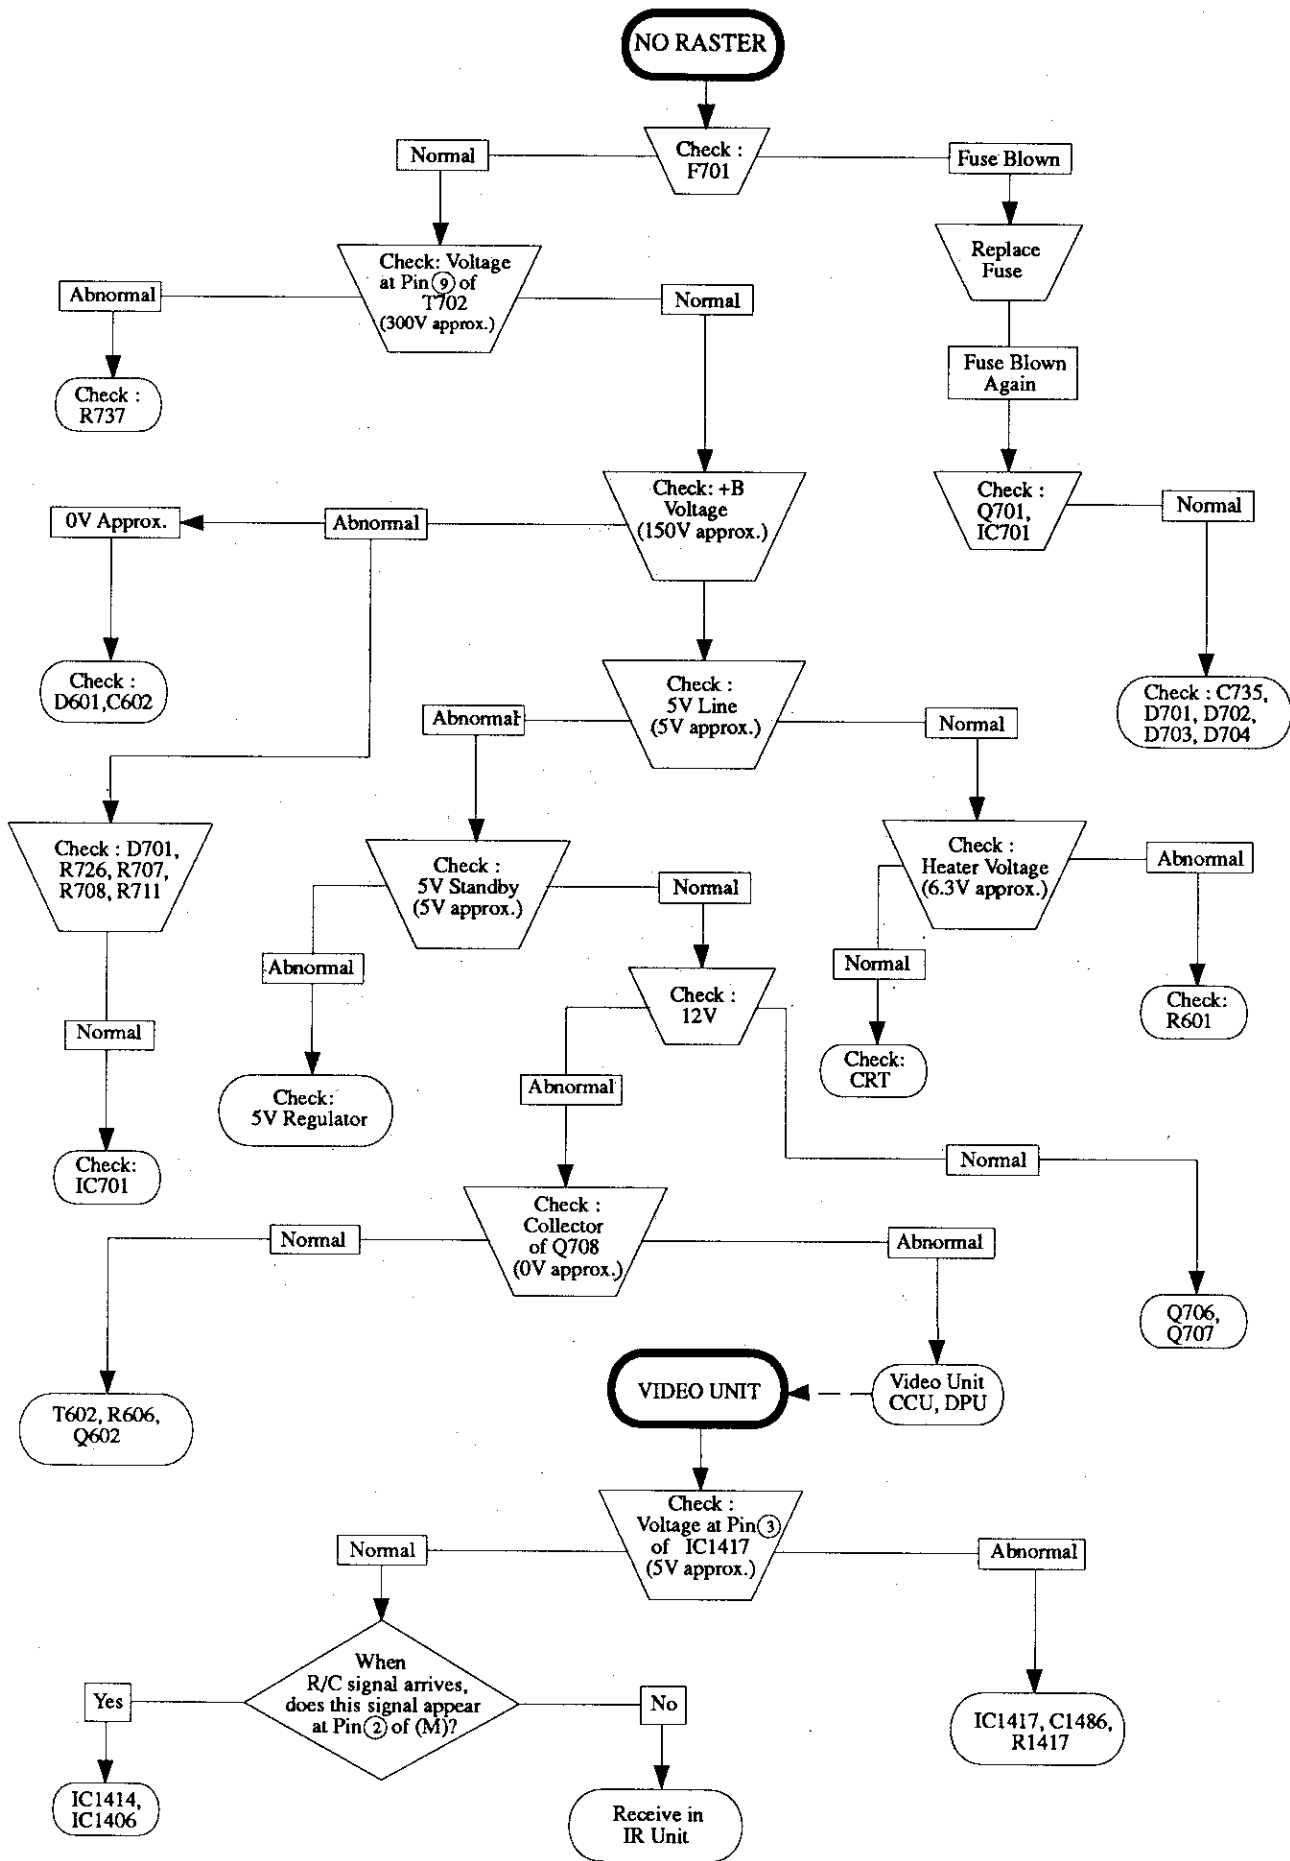 NO RASTER
Check :
F701
Normal
Fuse Blown
Replace
Fuse
Check: Voltage
at Pin 9 of
T702
(300V approx.)
Abnormal
Normal
Fuse Blown
Again
Check :
R737
Check: +B
Voltage
(150V approx.)
Check :
Q701,
IC701
Normal
0V Approx.
Abnormal
Check :
D601,C602
Check :
5V Line
(5V approx.)
Check : C735,
D701, D702,
D703, D704
Abnormal
Normal
Check : D701,
R726, R707,
R708, R711
Check :
5V Standby
(5V approx.)
Normal
Check :
Heater Voltage
(6.3V approx.)
Abnormal
Abnormal
Normal
Check :
12V
Check:
R601
Normal
Check:
CRT
Abnormal
Check:
5V Regulator
Check:
IC701
Normal
Check :
Collector
of Q708
(0V approx.)
Normal
Abnormal
Q706,
Q707
VIDEO UNIT
Video Unit
CCU, DPU
T602, R606,
Q602
Check :
Voltage at Pin 3
of IC1417
(5V approx.)
Normal
Abnormal
When
R/C signal arrives,
does this signal appear
at Pin 2 of (M)?
Yes
No
IC1417, C1486,
R1417
IC1414,
IC1406
Receive in
IR Unit